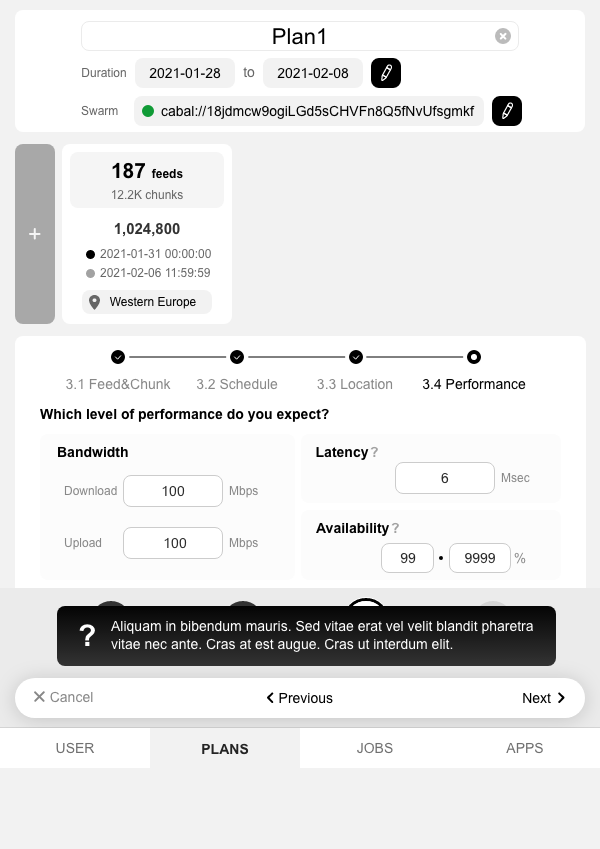 Plan1
Duration 2021-01-28 to 2021-02-08
Swarm cabal://18jdmcw9ogiLGd5sCHVFn8Q5fNvUfsgmkf
+
187 feeds
12.2K chunks
1,024,800
2021-01-31 00:00:00
2021-02-06 11:59:59
Western Europe
3.1 Feed&Chunk 3.2 Schedule 3.3 Location 3.4 Performance
Which level of performance do you expect?
Bandwidth
Download 100 Mbps
Upload 100 Mbps
Latency ?
6 Msec
Availability ?
99 • 9999 %
? Aliquam in bibendum mauris. Sed vitae erat vel velit blandit pharetra
vitae nec ante. Cras at est augue. Cras ut interdum elit.
Cancel Previous Next
USER PLANS JOBS APPS